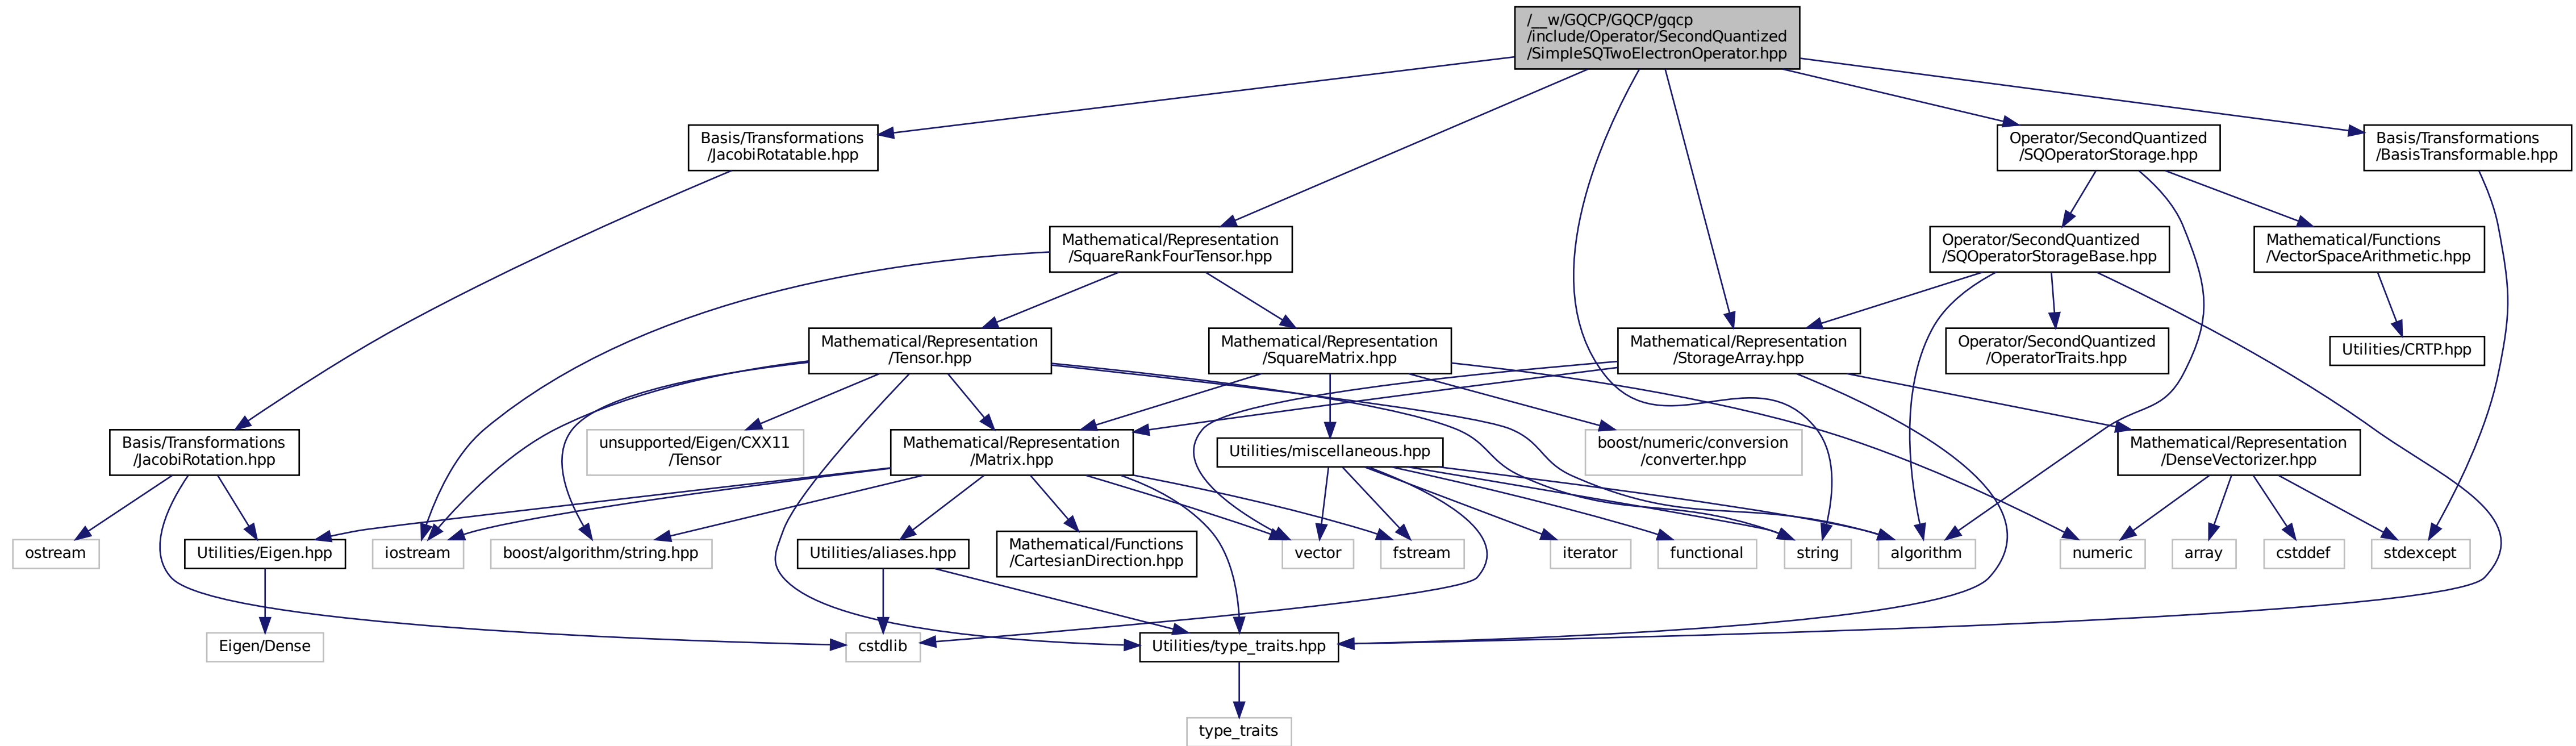 /__w/GQCP/GQCP/gqcp
/include/Operator/SecondQuantized
/SimpleSQTwoElectronOperator.hpp
Basis/Transformations
/JacobiRotatable.hpp
Operator/SecondQuantized
/SQOperatorStorage.hpp
Basis/Transformations
/BasisTransformable.hpp
Mathematical/Representation
/SquareRankFourTensor.hpp
Operator/SecondQuantized
/SQOperatorStorageBase.hpp
Mathematical/Functions
/VectorSpaceArithmetic.hpp
Mathematical/Representation
/Tensor.hpp
Mathematical/Representation
/SquareMatrix.hpp
Mathematical/Representation
/StorageArray.hpp
Operator/SecondQuantized
/OperatorTraits.hpp
Utilities/CRTP.hpp
Basis/Transformations
/JacobiRotation.hpp
unsupported/Eigen/CXX11
/Tensor
Mathematical/Representation
/Matrix.hpp
Utilities/miscellaneous.hpp
boost/numeric/conversion
/converter.hpp
Mathematical/Representation
/DenseVectorizer.hpp
ostream
Utilities/Eigen.hpp
iostream
boost/algorithm/string.hpp
Utilities/aliases.hpp
Mathematical/Functions
/CartesianDirection.hpp
vector
fstream
iterator
functional
string
algorithm
numeric
array
cstddef
stdexcept
Eigen/Dense
cstdlib
Utilities/type_traits.hpp
type_traits